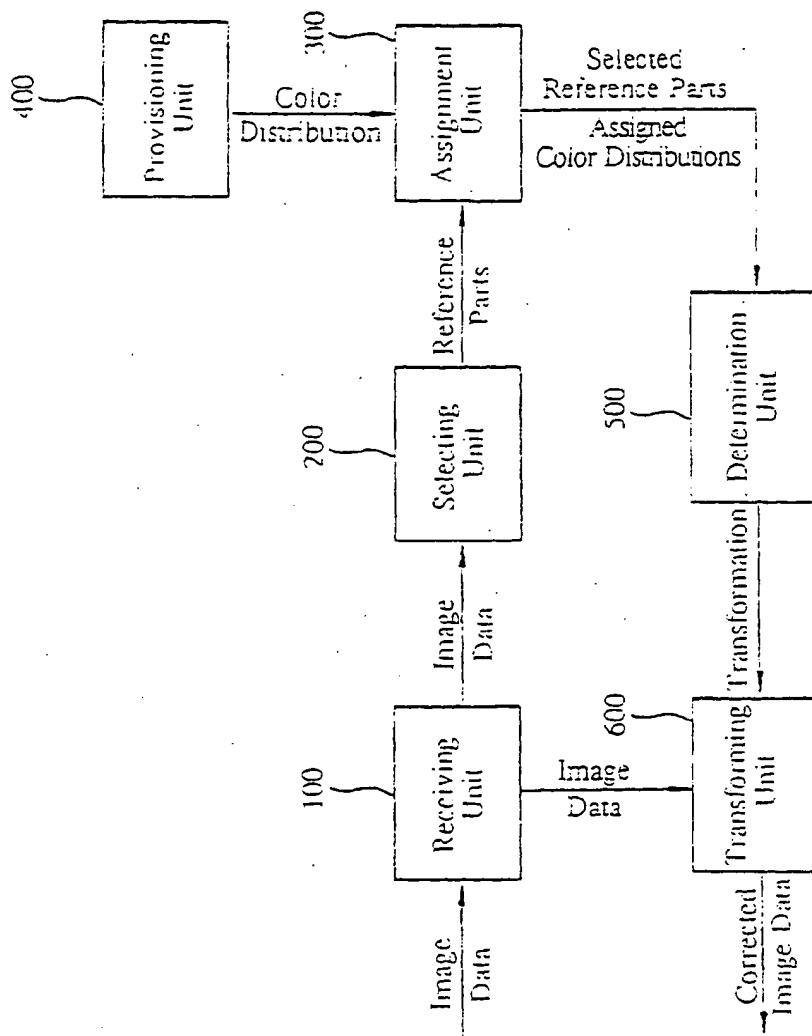 400
Provisioning
Unit
Color
Distribution
300
Assignment
Unit
Selected
Reference Parts
Assigned
Color Distributions
Reference
Parts
200
Selecting
Unit
Image
Data
100
Receiving
Unit
Image
Data
Image
Data
500
Determination
Unit
Transformation
600
Transforming
Unit
Corrected
Image Data